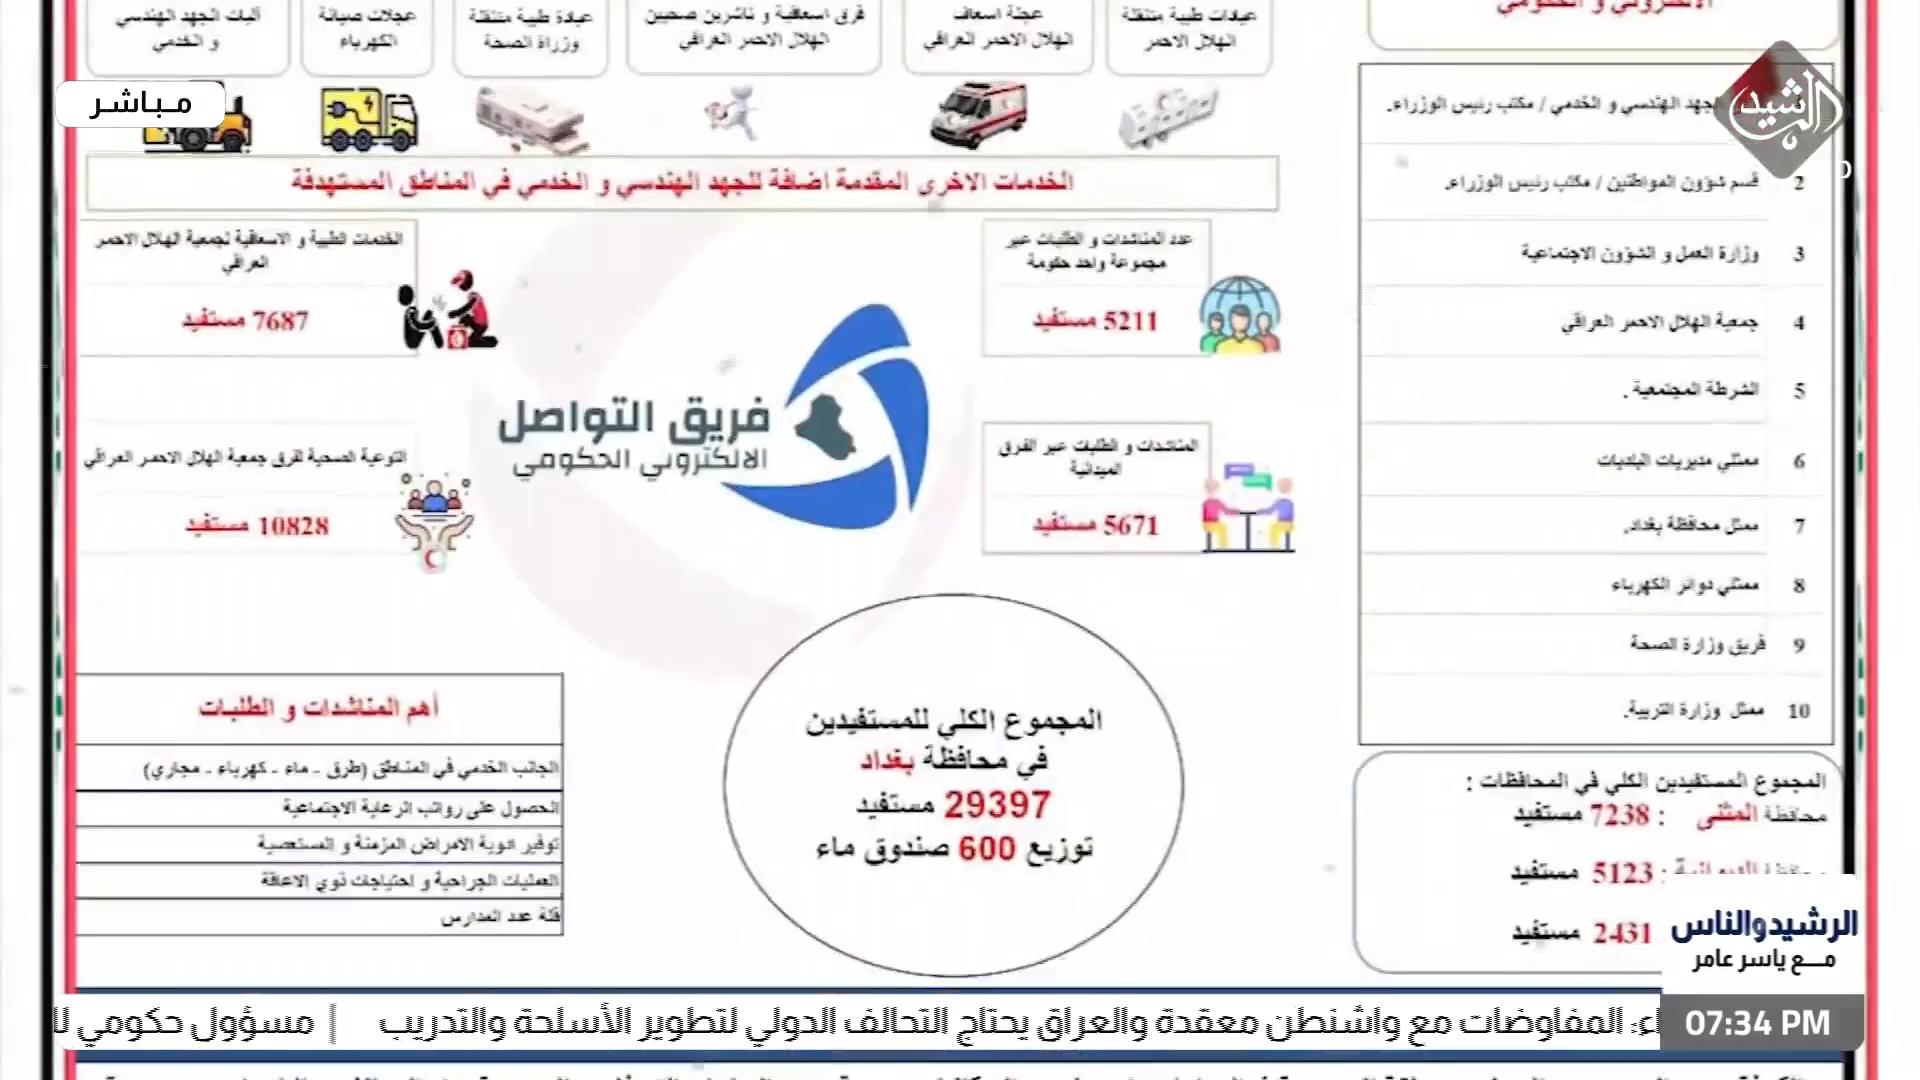 الالكتروني و الحكومي
عيادات طبية متنقلة
الهلال الاحمر
عجلة اسعاف
الهلال الاحمر العراقي
فرق اسعافية و ناشرين صحيين
الهلال الاحمر العراقي
عيادة طبية متنقلة
وزراة الصحة
عجلات صيانة
الكهرباء
آليات الجهد الهندسي
و الخدمي
مباشر
الرشيد
الجهد الهندسي و الخدمي / مكتب رئيس الوزراء.
2 قسم شؤون المواطنين / مكتب رئيس الوزراء.
3 وزارة العمل و الشؤون الاجتماعية
4 جمعية الهلال الاحمر العراقي
5 الشرطة المجتمعية .
6 ممثلي مديريات البلديات
7 ممثل محافظة بغداد.
8 ممثلي دوائر الكهرباء
9 فريق وزارة الصحة
10 ممثل وزارة التربية.
الخدمات الاخرى المقدمة اضافة للجهد الهندسي و الخدمي في المناطق المستهدفة
عدد المناشدات و الطلبات عبر
مجموعة واحد حكومة
5211 مستفيد
الخدمات الطبية و الاسعافية لجمعية الهلال الاحمر
العراقي
7687 مستفيد
فريق التواصل
الالكتروني الحكومي
المناشدات و الطلبات عبر الفرق
الميدانية
5671 مستفيد
التوعية الصحية لفرق جمعية الهلال الاحمر العراقي
10828 مستفيد
المجموع الكلي للمستفيدين
في محافظة بغداد
29397 مستفيد
توزيع 600 صندوق ماء
أهم المناشدات و الطلبات
الجانب الخدمي في المناطق (طرق - ماء - كهرباء - مجاري)
الحصول على رواتب الرعاية الاجتماعية
توفير ادوية الامراض المزمنة و المستعصية
العمليات الجراحية و احتياجات ذوي الاعاقة
قلة عدد المدارس
المجموع المستفيدين الكلي في المحافظات :
محافظة المثنى : 7238 مستفيد
محافظة الديوانية : 5123 مستفيد
2431 مستفيد
الرشيد والناس
مـــع ياسر عامر
المفاوضات مع واشنطن معقدة والعراق يحتاج التحالف الدولي لتطوير الأسلحة والتدريب | مسؤول حكومي
07:34 PM